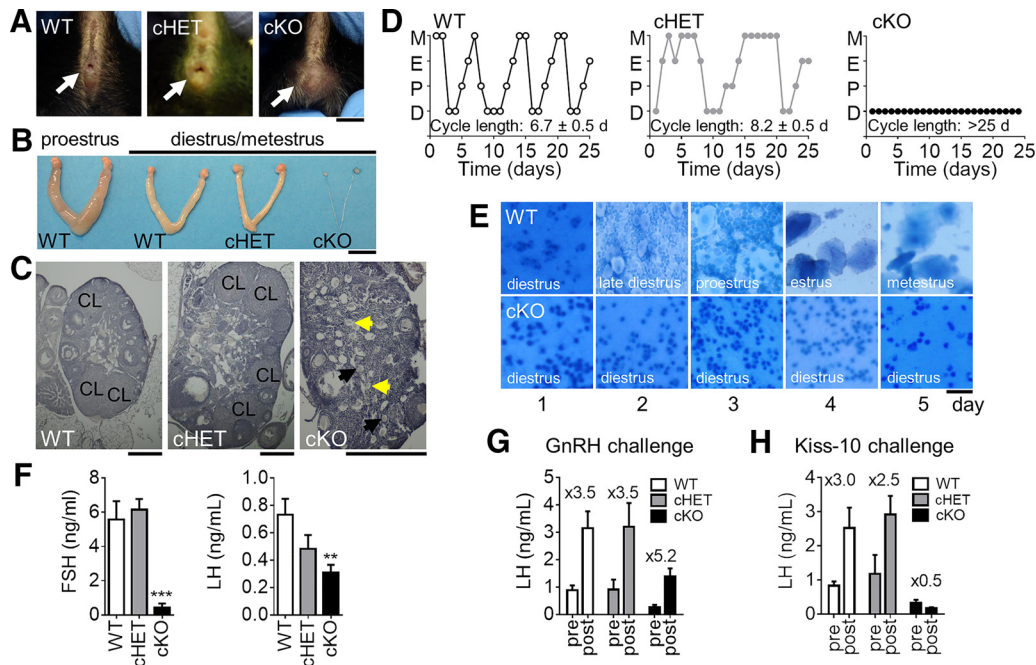 A
WT
cHET
cKO
B
proestrus
diestrus/metestrus
WT
WT
cHET
cKO
C
CL
CL
CL
CL
CL
CL
CL
WT
cHET
cKO
D
WT
M
E
P
D
Cycle length: 6.7 ± 0.5 d
0 5 10 15 20 25
Time (days)
cHET
M
E
P
D
Cycle length: 8.2 ± 0.5 d
0 5 10 15 20 25
Time (days)
cKO
M
E
P
D
Cycle length: >25 d
0 5 10 15 20 25
Time (days)
E
WT
diestrus
late diestrus
proestrus
estrus
metestrus
cKO
diestrus
diestrus
diestrus
diestrus
diestrus
1 2 3 4 5 day
F
FSH (ng/ml)
8
6
4
2
0
***
WT
cHET
cKO
LH (ng/mL)
1.0
0.8
0.6
0.4
0.2
0.0
**
WT
cHET
cKO
G
GnRH challenge
LH (ng/mL)
5
4
3
2
1
0
x3.5
x3.5
x5.2
WT
cHET
cKO
pre
post
pre
post
pre
post
H
Kiss-10 challenge
LH (ng/mL)
4
3
2
1
0
x3.0
x2.5
x0.5
WT
cHET
cKO
pre
post
pre
post
pre
post